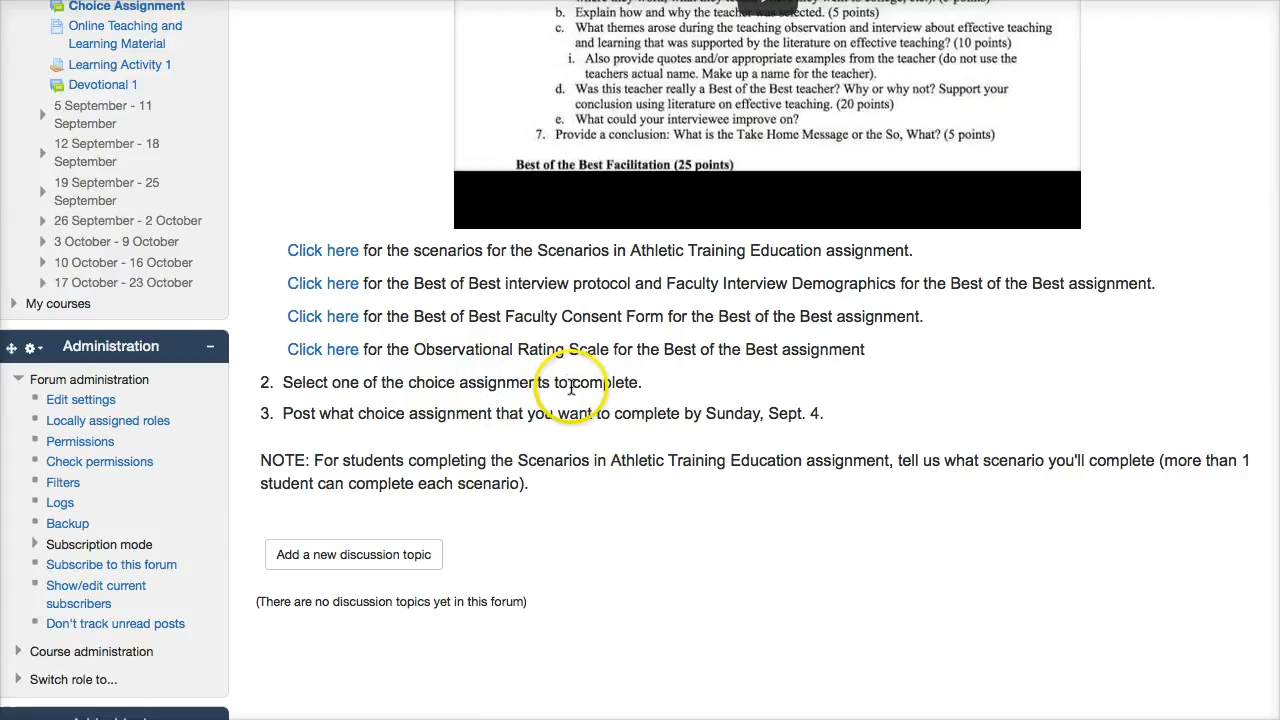 Choice Assignment
Online Teaching and
Learning Material
Learning Activity 1
Devotional 1
5 September - 11
September
12 September - 18
September
19 September - 25
September
26 September - 2 October
3 October - 9 October
10 October - 16 October
17 October - 23 October
My courses
Administration
Forum administration
Edit settings
Locally assigned roles
Permissions
Check permissions
Filters
Logs
Backup
Subscription mode
Subscribe to this forum
Show/edit current
subscribers
Don't track unread posts
Course administration
Switch role to...
b. Explain how and why the teacher was selected. (5 points)
c. What themes arose during the teaching observation and interview about effective teaching
and learning that was supported by the literature on effective teaching? (10 points)
i. Also provide quotes and/or appropriate examples from the teacher (do not use the
teachers actual name. Make up a name for the teacher).
d. Was this teacher really a Best of the Best teacher? Why or why not? Support your
conclusion using literature on effective teaching. (20 points)
e. What could your interviewee improve on?
7. Provide a conclusion: What is the Take Home Message or the So, What? (5 points)
Best of the Best Facilitation (25 points)
Click here for the scenarios for the Scenarios in Athletic Training Education assignment.
Click here for the Best of Best interview protocol and Faculty Interview Demographics for the Best of the Best assignment.
Click here for the Best of Best Faculty Consent Form for the Best of the Best assignment.
Click here for the Observational Rating Scale for the Best of the Best assignment
2. Select one of the choice assignments to complete.
3. Post what choice assignment that you want to complete by Sunday, Sept. 4.
NOTE: For students completing the Scenarios in Athletic Training Education assignment, tell us what scenario you'll complete (more than 1
student can complete each scenario).
Add a new discussion topic
(There are no discussion topics yet in this forum)